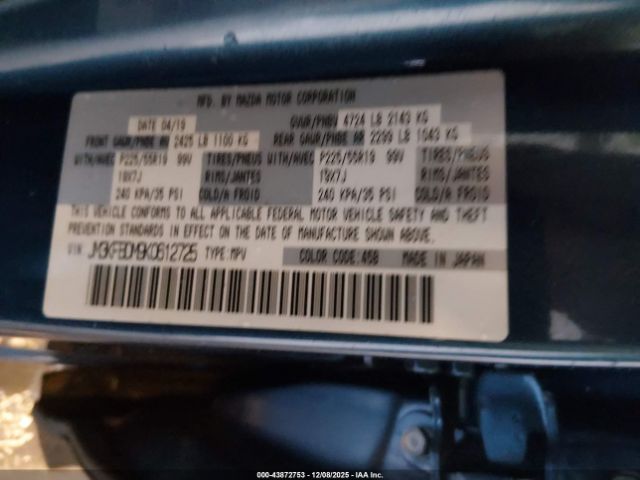 MFD. BY MAZDA MOTOR CORPORATION
DATE 04/19 GVWR/PNBV 4724 LB 2143 KG
FRONT GAWR/PNBE AV 2425 LB 1100 KG REAR GAWR/PNBE AR 2299 LB 1043 KG
WITH/AVEC P225/55R19 99V TIRES/PNEUS WITH/AVEC P225/55R19 99V TIRES/PNEUS
19X7J RIMS/JANTES 19X7J RIMS/JANTES
240 KPA/35 PSI COLD/A FROID 240 KPA/35 PSI COLD/A FROID
THIS VEHICLE CONFORMS TO ALL APPLICABLE FEDERAL MOTOR VEHICLE SAFETY AND THEFT
PREVENTION STANDARDS IN EFFECT ON THE DATE OF MANUFACTURE SHOWN ABOVE.
VIN JM3KFBDM9K0612725 TYPE: MPV COLOR CODE: 45B MADE IN JAPAN
000-43872753 | 12/08/2025 - IAA Inc.